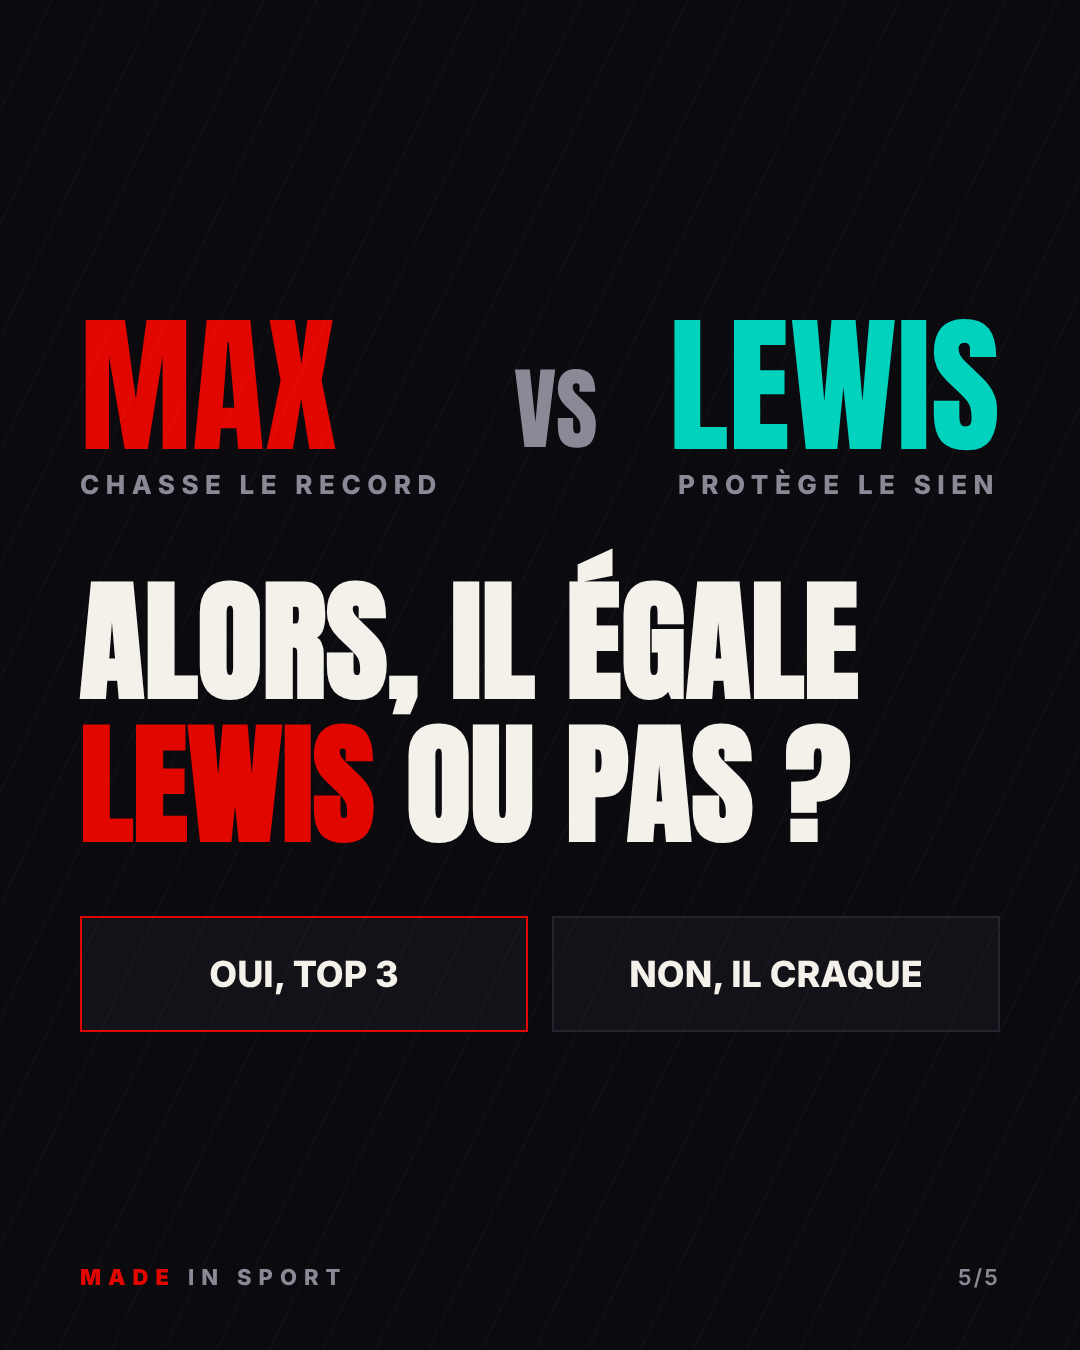 MAX VS LEWIS
CHASSE LE RECORD PROTÈGE LE SIEN
ALORS, IL ÉGALE
LEWIS OU PAS ?
OUI, TOP 3 NON, IL CRAQUE
MADE IN SPORT 5/5